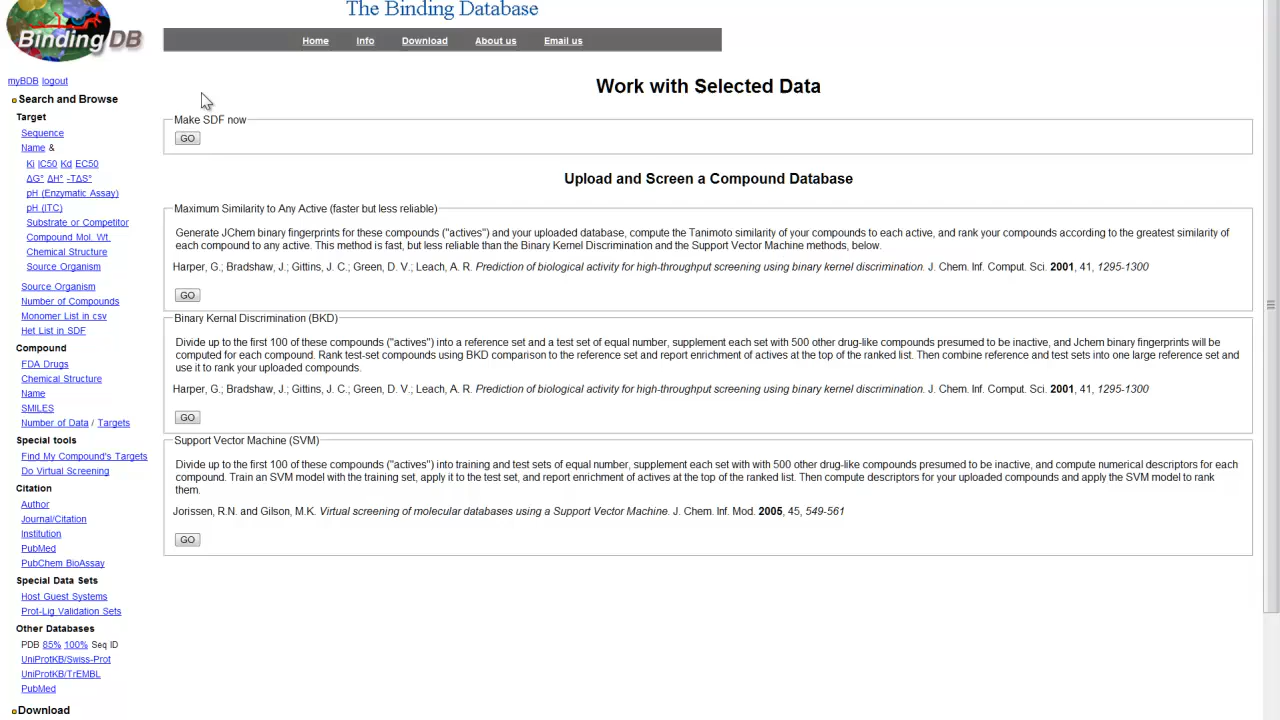 The Binding Database
BindingDB
Home Info Download About us Email us
myBDB logout
Search and Browse
Target
Sequence
Name &
Ki IC50 Kd EC50
ΔG° ΔH° -TΔS°
pH (Enzymatic Assay)
pH (ITC)
Substrate or Competitor
Compound Mol. Wt.
Chemical Structure
Source Organism
Source Organism
Number of Compounds
Monomer List in csv
Het List in SDF
Compound
FDA Drugs
Chemical Structure
Name
SMILES
Number of Data / Targets
Special tools
Find My Compound's Targets
Do Virtual Screening
Citation
Author
Journal/Citation
Institution
PubMed
PubChem BioAssay
Special Data Sets
Host Guest Systems
Prot-Lig Validation Sets
Other Databases
PDB 85% 100% Seq ID
UniProtKB/Swiss-Prot
UniProtKB/TrEMBL
PubMed
Download
Work with Selected Data
Make SDF now
GO
Upload and Screen a Compound Database
Maximum Similarity to Any Active (faster but less reliable)
Generate JChem binary fingerprints for these compounds ("actives") and your uploaded database, compute the Tanimoto similarity of your compounds to each active, and rank your compounds according to the greatest similarity of
each compound to any active. This method is fast, but less reliable than the Binary Kernel Discrimination and the Support Vector Machine methods, below.
Harper, G.; Bradshaw, J.; Gittins, J. C.; Green, D. V.; Leach, A. R. Prediction of biological activity for high-throughput screening using binary kernel discrimination. J. Chem. Inf. Comput. Sci. 2001, 41, 1295-1300
GO
Binary Kernal Discrimination (BKD)
Divide up to the first 100 of these compounds ("actives") into a reference set and a test set of equal number, supplement each set with 500 other drug-like compounds presumed to be inactive, and Jchem binary fingerprints will be
computed for each compound. Rank test-set compounds using BKD comparison to the reference set and report enrichment of actives at the top of the ranked list. Then combine reference and test sets into one large reference set and
use it to rank your uploaded compounds.
Harper, G.; Bradshaw, J.; Gittins, J. C.; Green, D. V.; Leach, A. R. Prediction of biological activity for high-throughput screening using binary kernel discrimination. J. Chem. Inf. Comput. Sci. 2001, 41, 1295-1300
GO
Support Vector Machine (SVM)
Divide up to the first 100 of these compounds ("actives") into training and test sets of equal number, supplement each set with with 500 other drug-like compounds presumed to be inactive, and compute numerical descriptors for each
compound. Train an SVM model with the training set, apply it to the test set, and report enrichment of actives at the top of the ranked list. Then compute descriptors for your uploaded compounds and apply the SVM model to rank
them.
Jorissen, R.N. and Gilson, M.K. Virtual screening of molecular databases using a Support Vector Machine. J. Chem. Inf. Mod. 2005, 45, 549-561
GO